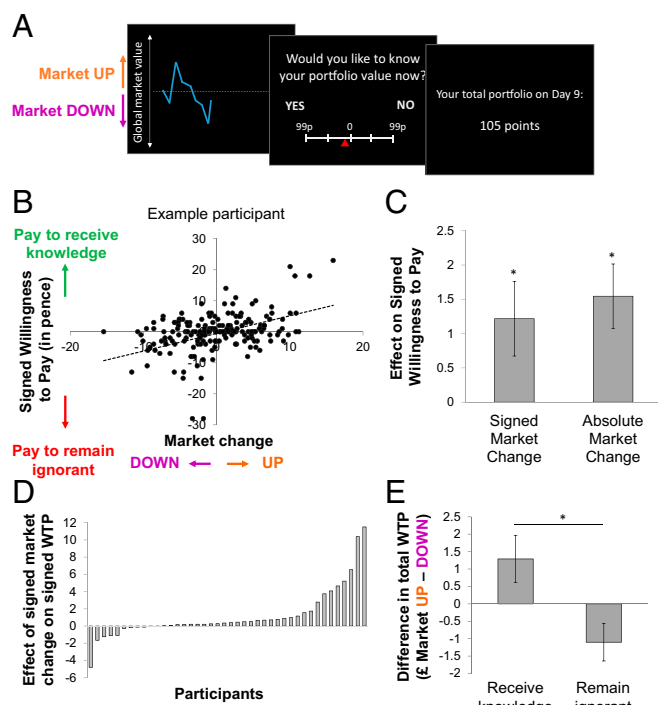 A
Market UP
Market DOWN
Global market value
Would you like to know
your portfolio value now?
YES
NO
99p
0
99p
Your total portfolio on Day 9:
105 points
B
Example participant
Pay to receive
knowledge
Signed Willingness
to Pay (in pence)
Pay to remain
ignorant
30
20
10
0
-10
-20
-30
-20
-10
0
10
20
Market change
DOWN
UP
C
Effect on Signed
Willingness to Pay
2.5
2
1.5
1
0.5
0
*
*
Signed
Market
Change
Absolute
Market
Change
D
Effect of signed market
change on signed WTP
12
10
8
6
4
2
0
-2
-4
-6
Participants
E
Difference in total WTP
(£ Market UP – DOWN)
2.5
2
1.5
1
0.5
0
-0.5
-1
-1.5
-2
*
Receive
knowledge
Remain
ignorant